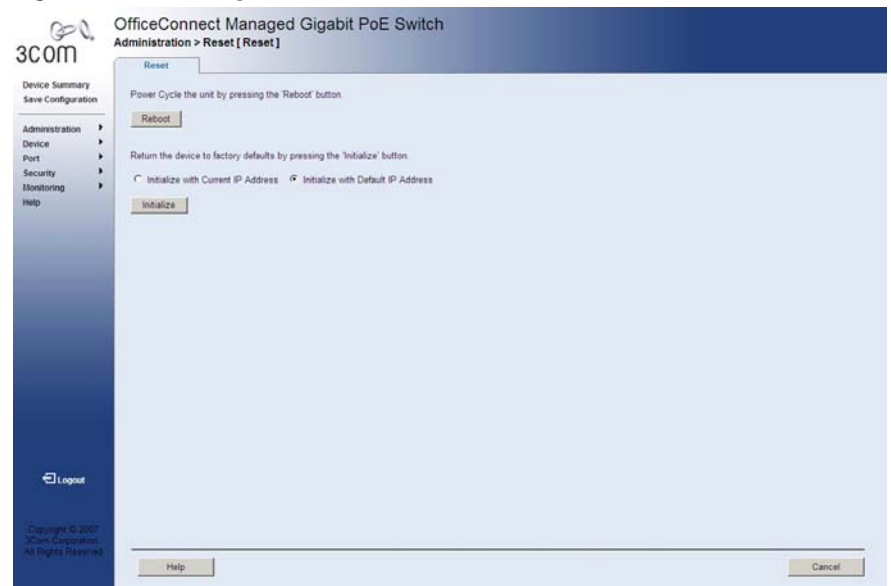 OfficeConnect Managed Gigabit PoE Switch
Administration > Reset [ Reset ]
3COM
Reset
Device Summary
Save Configuration
Administration
Device
Port
Security
Monitoring
Help
Power Cycle the unit by pressing the 'Reboot' button.
Reboot
Return the device to factory defaults by pressing the 'Initialize' button.
Initialize with Current IP Address Initialize with Default IP Address
Initialize
Logout
Copyright © 2007
3Com Corporation.
All Rights Reserved
Help Cancel